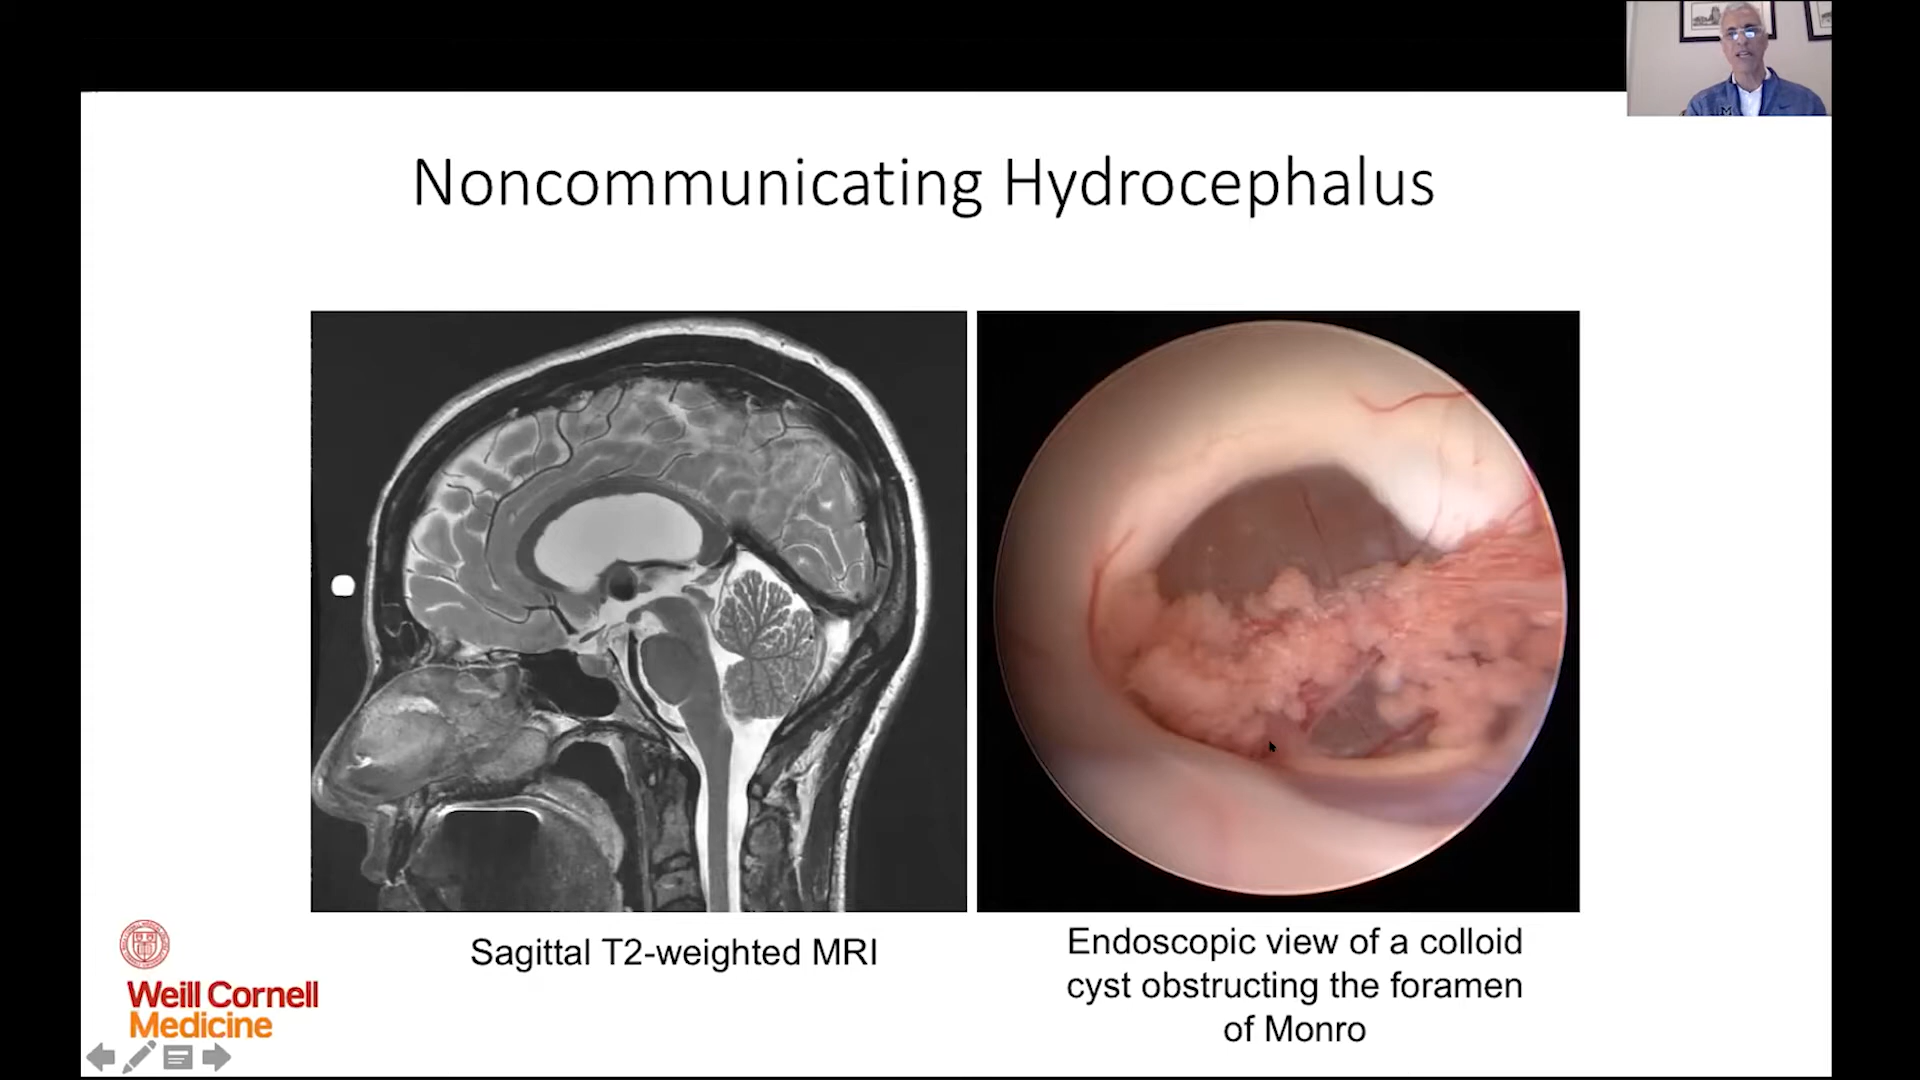 Noncommunicating Hydrocephalus
Sagittal T2-weighted MRI
Endoscopic view of a colloid
cyst obstructing the foramen
of Monro
Weill Cornell
Medicine